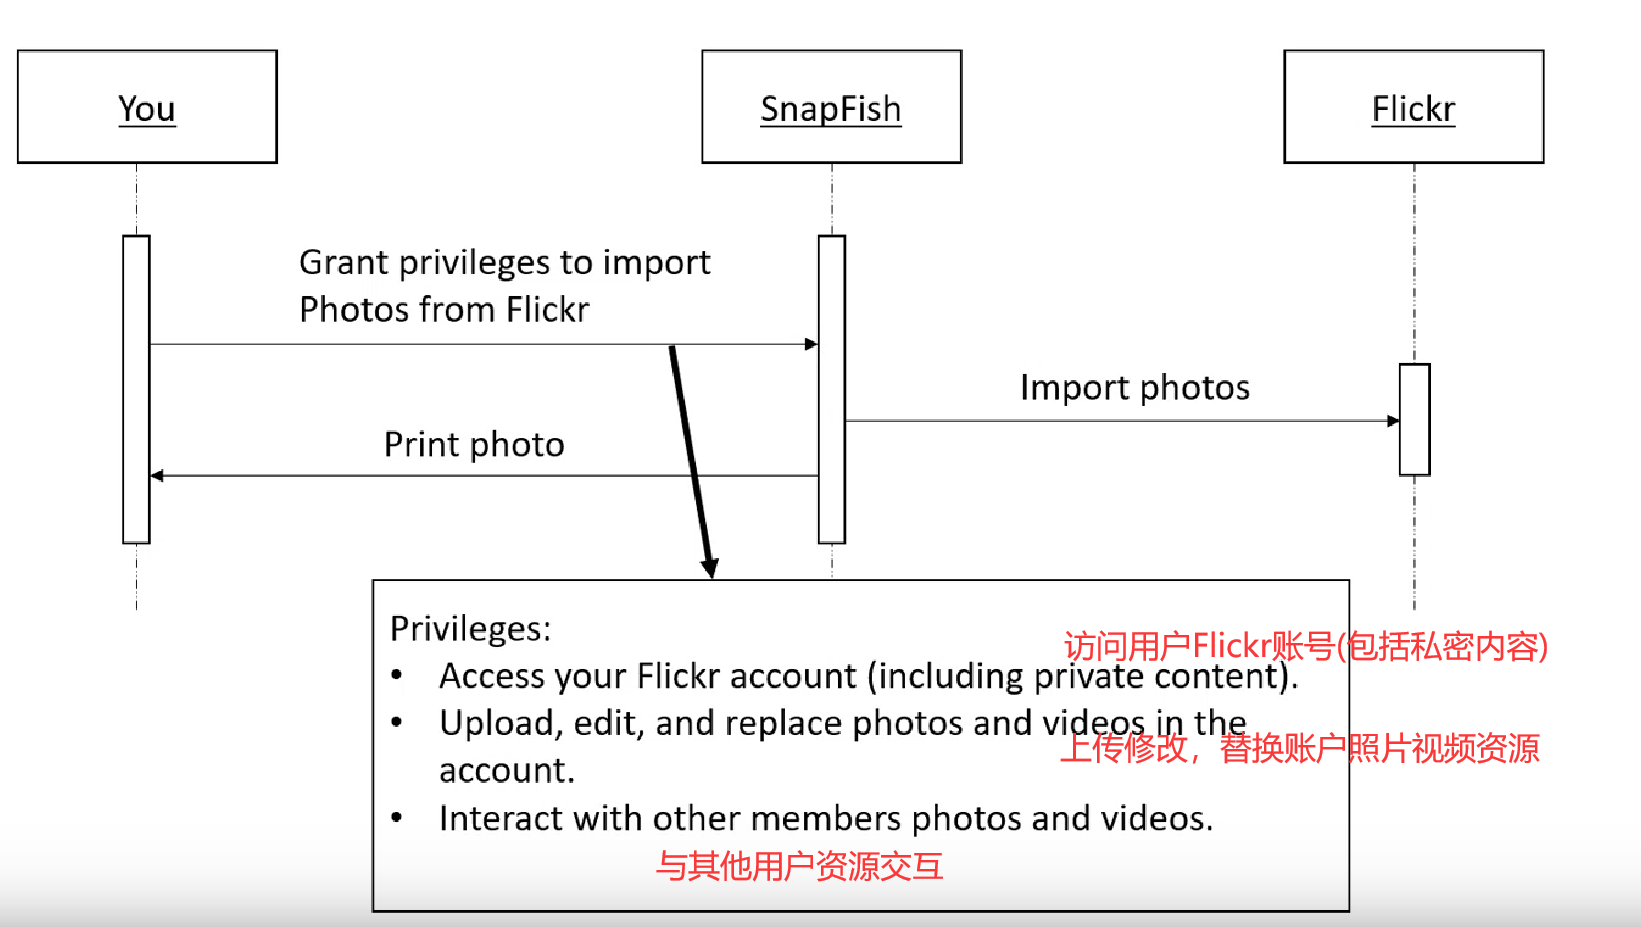 You
SnapFish
Flickr
Grant privileges to import
Photos from Flickr
Import photos
Print photo
Privileges:
访问用户Flickr账号(包括私密内容)
• Access your Flickr account (including private content).
• Upload, edit, and replace photos and videos in the
上传修改，替换账户照片视频资源
account.
• Interact with other members photos and videos.
与其他用户资源交互